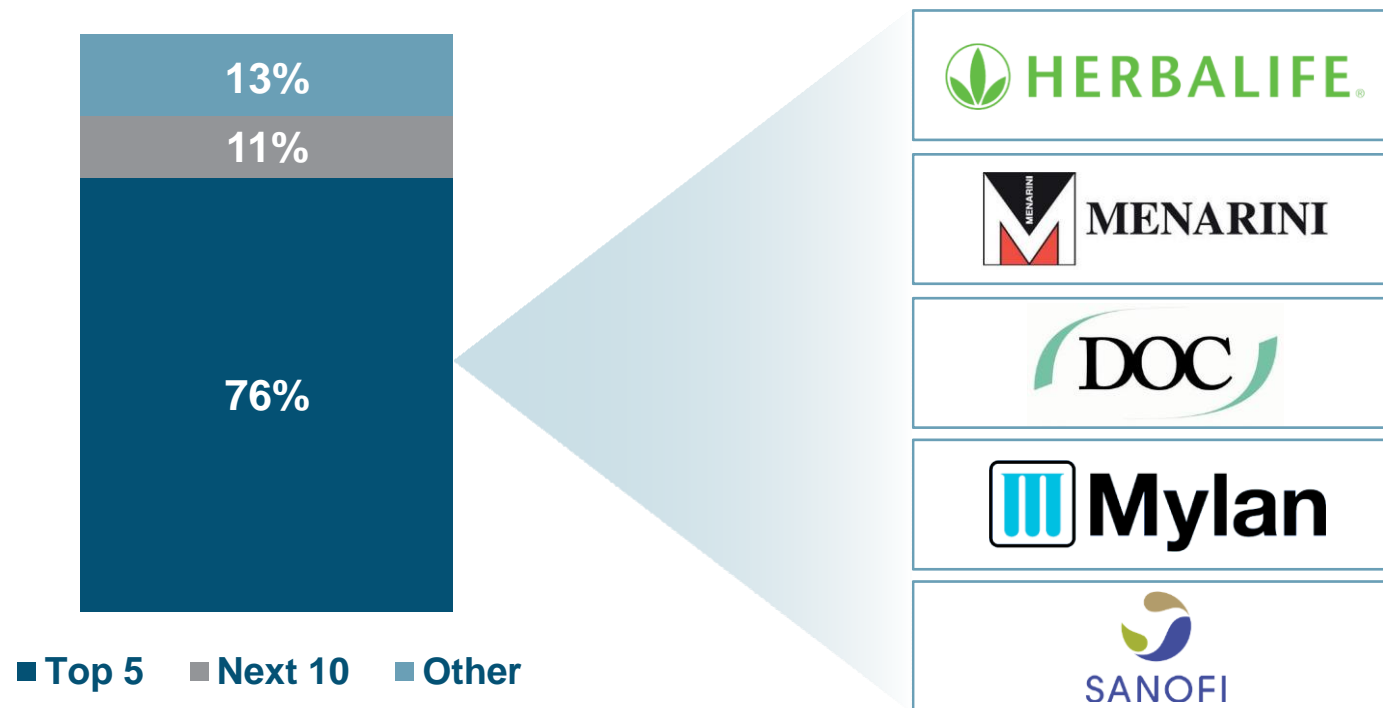 13%
11%
76%
Top 5 Next 10 Other
HERBALIFE®
MENARINI
MENARINI
DOC
Mylan
SANOFI